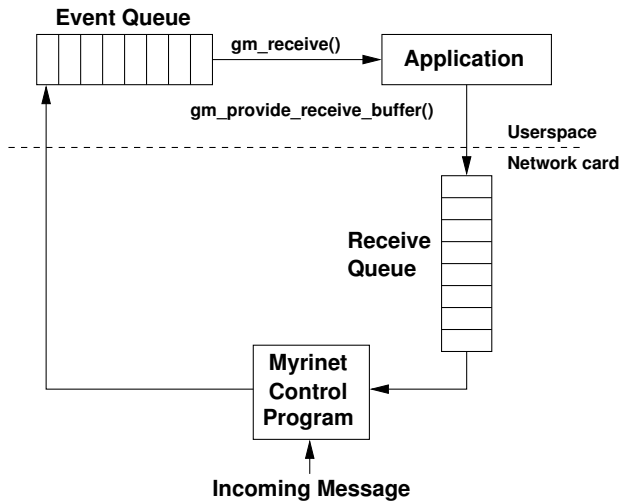 Event Queue
gm_receive()
Application
gm_provide_receive_buffer()
Userspace
Network card
Receive
Queue
Myrinet
Control
Program
Incoming Message